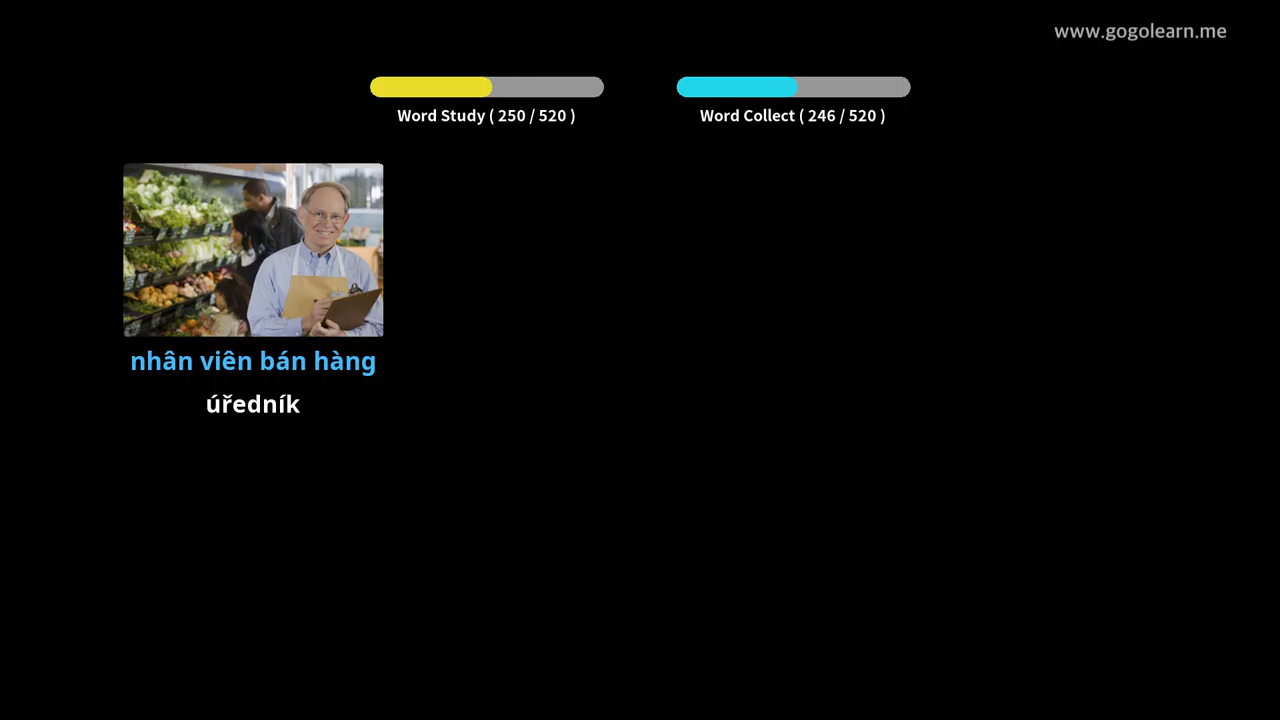 www.gogolearn.me
Word Study ( 250 / 520 )
Word Collect ( 246 / 520 )
nhân viên bán hàng
úředník